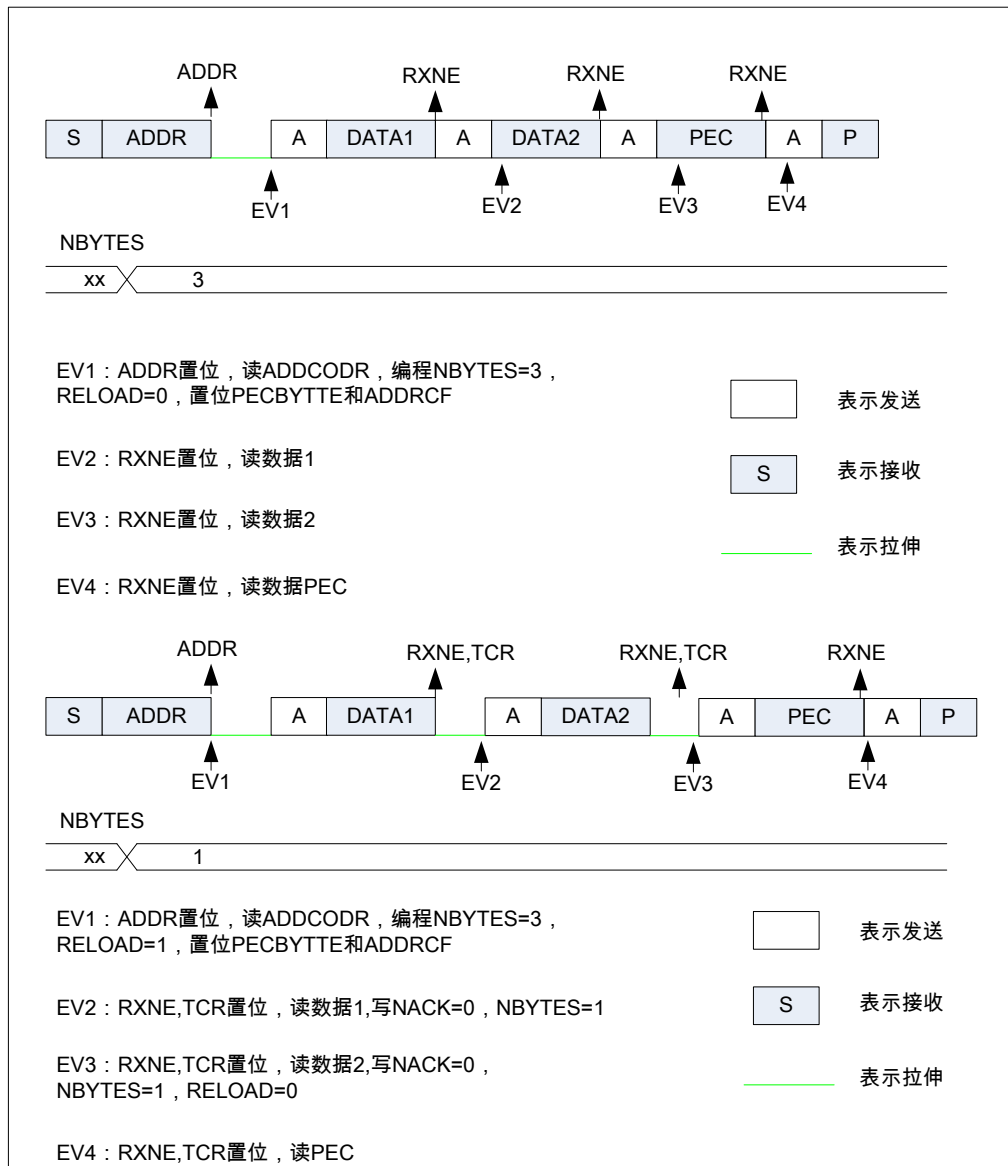 ADDR RXNE RXNE RXNE
S ADDR A DATA1 A DATA2 A PEC A P
EV1 EV2 EV3 EV4
NBYTES
xx 3
EV1：ADDR置位，读ADDCODR，编程NBYTES=3，
RELOAD=0，置位PECBYTTE和ADDRCF
表示发送
EV2：RXNE置位，读数据1
S 表示接收
EV3：RXNE置位，读数据2
表示拉伸
EV4：RXNE置位，读数据PEC
ADDR RXNE,TCR RXNE,TCR RXNE
S ADDR A DATA1 A DATA2 A PEC A P
EV1 EV2 EV3 EV4
NBYTES
xx 1
EV1：ADDR置位，读ADDCODR，编程NBYTES=3，
RELOAD=1，置位PECBYTTE和ADDRCF
表示发送
EV2：RXNE,TCR置位，读数据1,写NACK=0，NBYTES=1
S 表示接收
EV3：RXNE,TCR置位，读数据2,写NACK=0，
NBYTES=1，RELOAD=0
表示拉伸
EV4：RXNE,TCR置位，读PEC